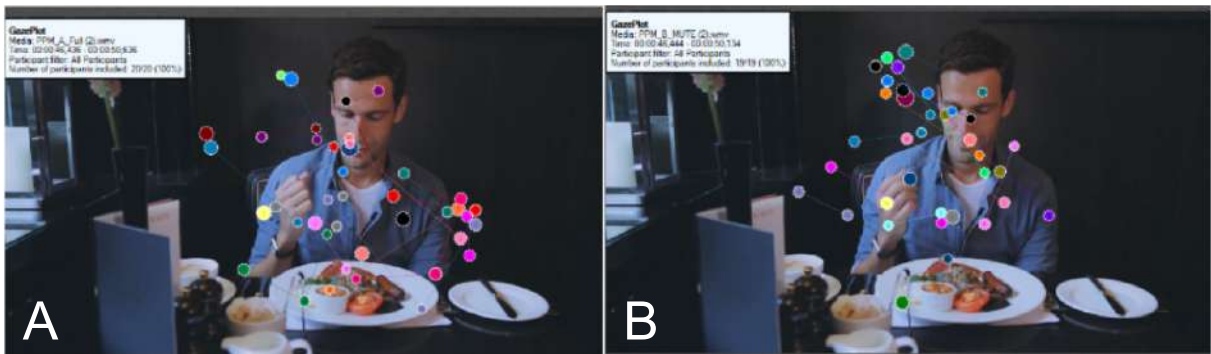 GazePlot
Media: PPM_A_Full (2).wmv
Time: 00:00:46,436 - 00:00:50,636
Participant filter: All Participants
Number of participants included: 20/20 (100%)
A
GazePlot
Media: PPM_B_MUTE (2).wmv
Time: 00:00:46,444 - 00:00:50,134
Participant filter: All Participants
Number of participants included: 19/19 (100%)
B